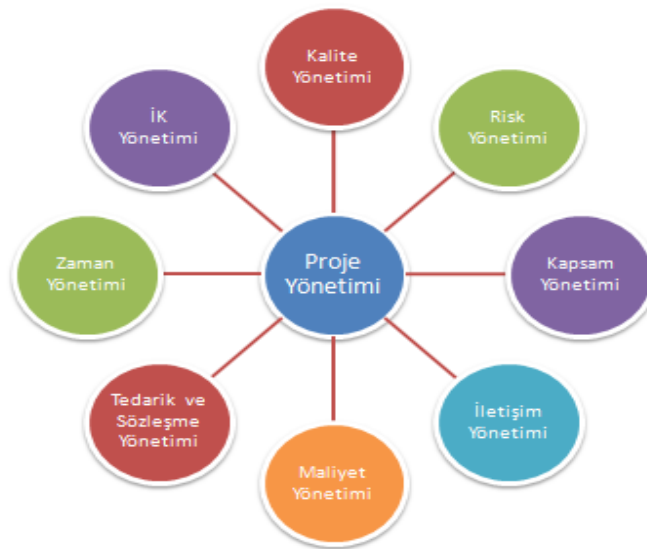 Kalite
Yönetimi
İK
Yönetimi
Risk
Yönetimi
Zaman
Yönetimi
Proje
Yönetimi
Kapsam
Yönetimi
Tedarik ve
Sözleşme
Yönetimi
İletişim
Yönetimi
Maliyet
Yönetimi